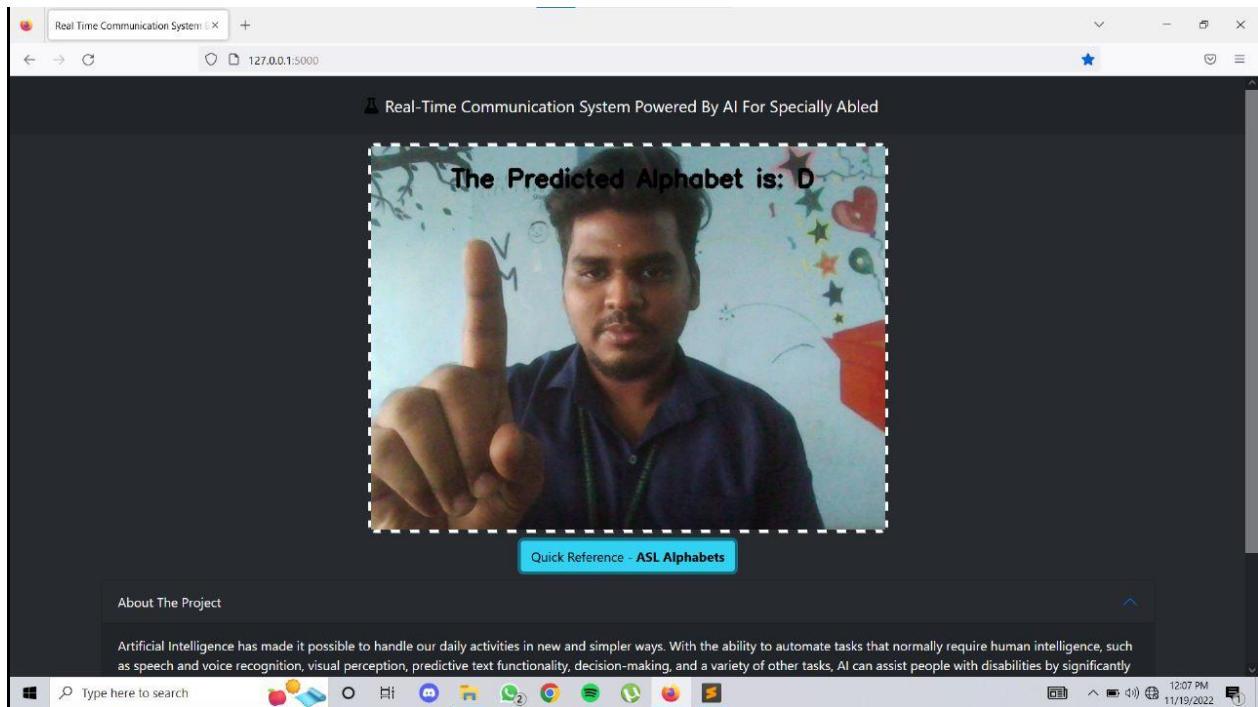 Real Time Communication System
127.0.0.1:5000
Real-Time Communication System Powered By AI For Specially Abled
The Predicted Alphabet is: D
V
M
Quick Reference - ASL Alphabets
About The Project
Artificial Intelligence has made it possible to handle our daily activities in new and simpler ways. With the ability to automate tasks that normally require human intelligence, such
as speech and voice recognition, visual perception, predictive text functionality, decision-making, and a variety of other tasks, AI can assist people with disabilities by significantly
Type here to search
2
12:07 PM
11/19/2022
1